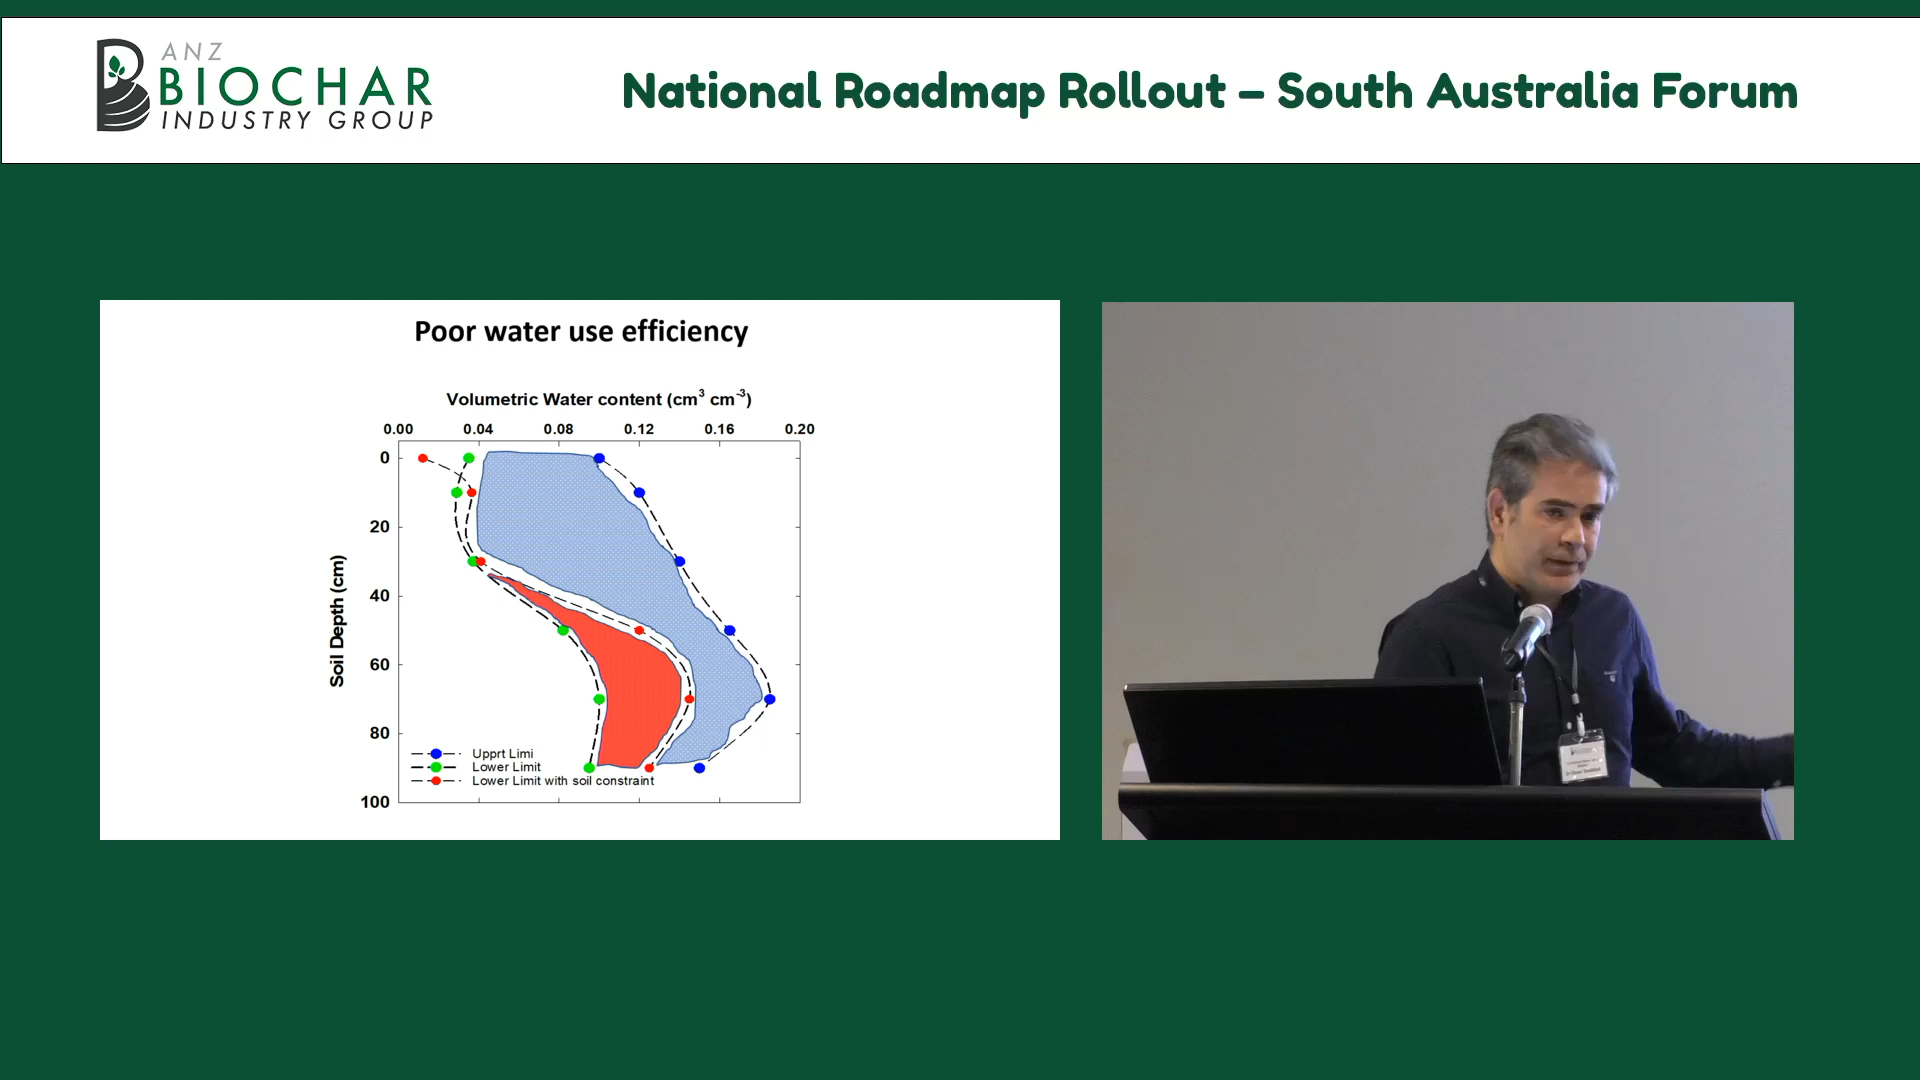 ANZ
BIOCHAR
INDUSTRY GROUP
National Roadmap Rollout – South Australia Forum
Poor water use efficiency
Volumetric Water content (cm³ cm⁻³)
0.00 0.04 0.08 0.12 0.16 0.20
Soil Depth (cm)
0
20
40
60
80
100
Upprt Limi
Lower Limit
Lower Limit with soil constraint